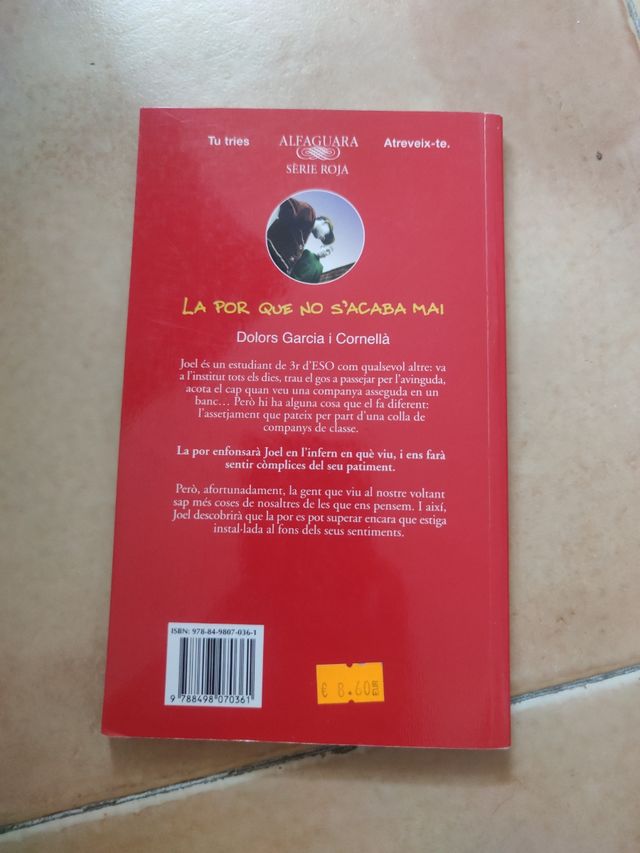 Tu tries ALFAGUARA Atreveix-te.
SÈRIE ROJA
LA POR QUE NO S'ACABA MAI
Dolors Garcia i Cornellà
Joel és un estudiant de 3r d'ESO com qualsevol altre: va
a l'institut tots els dies, trau el gos a passejar per l'avinguda,
acota el cap quan veu una companya asseguda en un
banc... Però hi ha alguna cosa que el fa diferent:
l'assetjament que pateix per part d'una colla de
companys de classe.
La por enfonsarà Joel en l'infern en què viu, i ens farà
sentir còmplices del seu patiment.
Però, afortunadament, la gent que viu al nostre voltant
sap més coses de nosaltres de les que ens pensem. I així,
Joel descobrirà que la por es pot superar encara que estiga
instal·lada al fons dels seus sentiments.
ISBN: 978-84-9807-036-1
9 788498 070361
€ 8.60